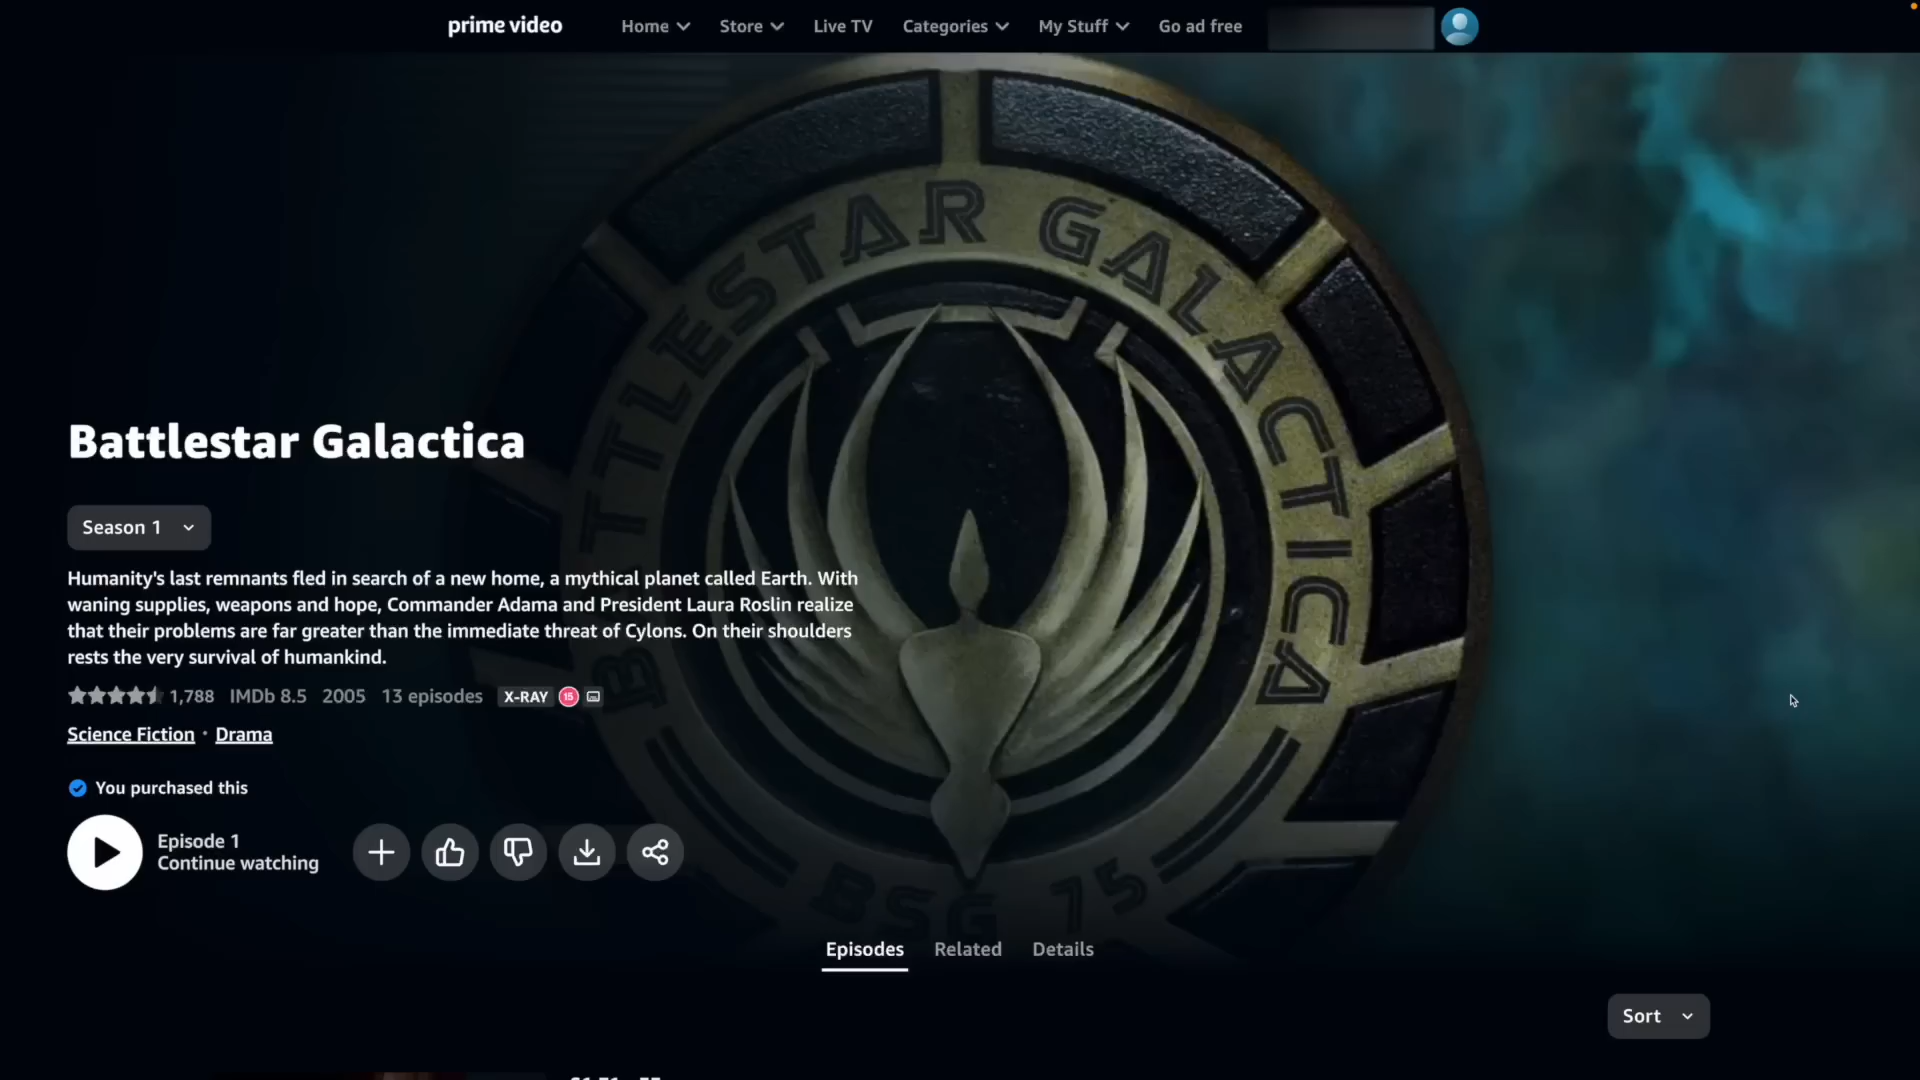 prime video
Home
Store
Live TV
Categories
My Stuff
Go ad free
BATTLESTAR GALACTICA
BSG 75
Battlestar Galactica
Season 1
Humanity's last remnants fled in search of a new home, a mythical planet called Earth. With
waning supplies, weapons and hope, Commander Adama and President Laura Roslin realize
that their problems are far greater than the immediate threat of Cylons. On their shoulders
rests the very survival of humankind.
1,788 IMDb 8.5 2005 13 episodes X-RAY 15
Science Fiction · Drama
You purchased this
Episode 1
Continue watching
Episodes
Related
Details
Sort